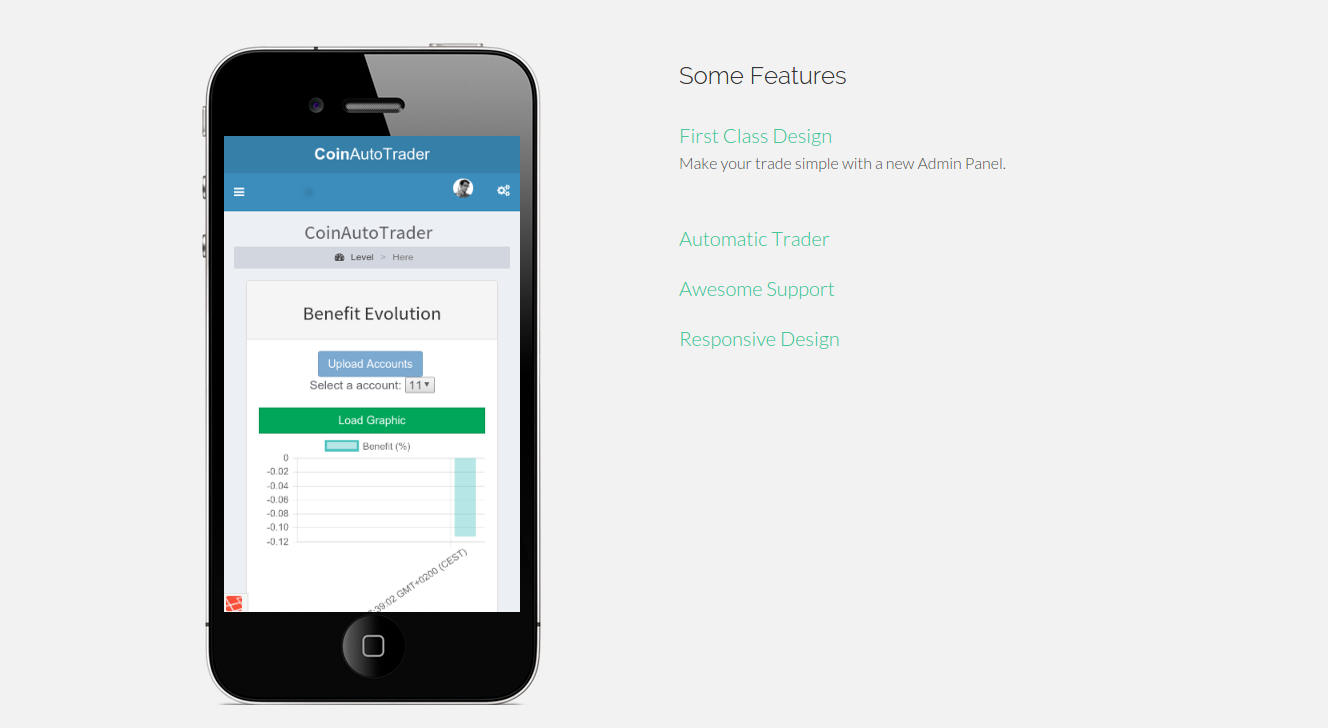 CoinAutoTrader
CoinAutoTrader
Level > Here
Benefit Evolution
Upload Accounts
Select a account: 11
Load Graphic
Benefit (%)
0
-0.02
-0.04
-0.06
-0.08
-0.10
-0.12
:39:02 GMT+0200 (CEST)
Some Features
First Class Design
Make your trade simple with a new Admin Panel.
Automatic Trader
Awesome Support
Responsive Design